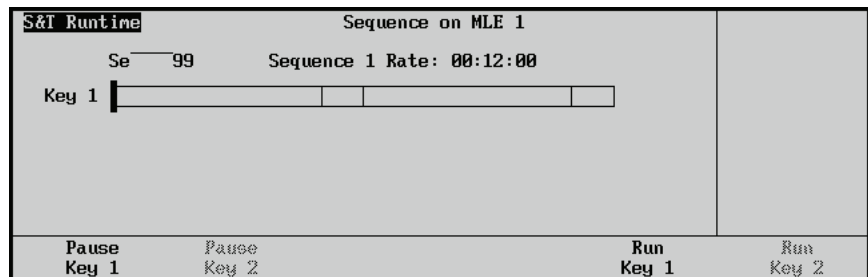 S&T Runtime Sequence on MLE 1
Se 99 Sequence 1 Rate: 00:12:00
Key 1
Pause Key 1
Pause Key 2
Run Key 1
Run Key 2